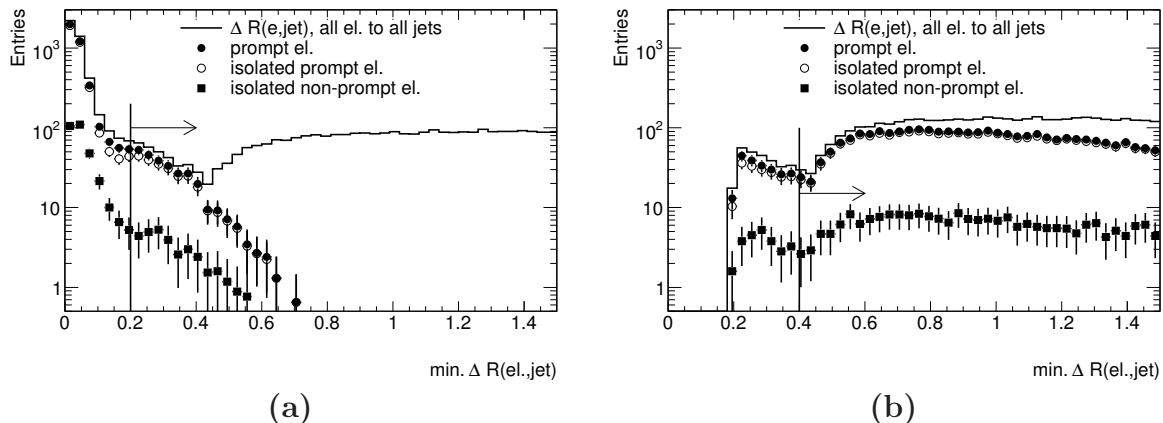 Entries
Δ R(e,jet), all el. to all jets
prompt el.
isolated prompt el.
isolated non-prompt el.
10³
10²
10
1
0 0.2 0.4 0.6 0.8 1 1.2 1.4
min. Δ R(el.,jet)
(a)
Entries
Δ R(e,jet), all el. to all jets
prompt el.
isolated prompt el.
isolated non-prompt el.
10³
10²
10
1
0 0.2 0.4 0.6 0.8 1 1.2 1.4
min. Δ R(el.,jet)
(b)